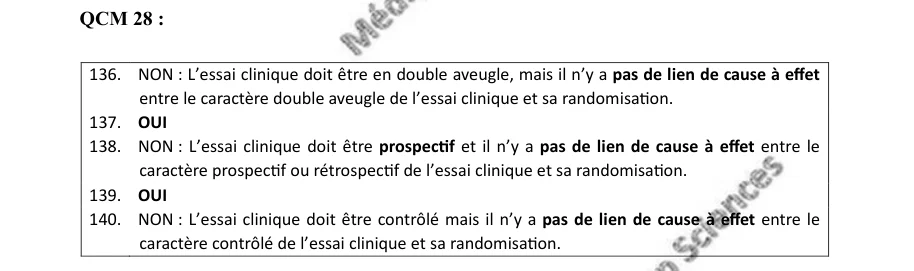 QCM 28 :
136. NON : L’essai clinique doit être en double aveugle, mais il n’y a pas de lien de cause à effet
entre le caractère double aveugle de l’essai clinique et sa randomisation.
137. OUI
138. NON : L’essai clinique doit être prospectif et il n’y a pas de lien de cause à effet entre le
caractère prospectif ou rétrospectif de l’essai clinique et sa randomisation.
139. OUI
140. NON : L’essai clinique doit être contrôlé mais il n’y a pas de lien de cause à effet entre le
caractère contrôlé de l’essai clinique et sa randomisation.
Sciences